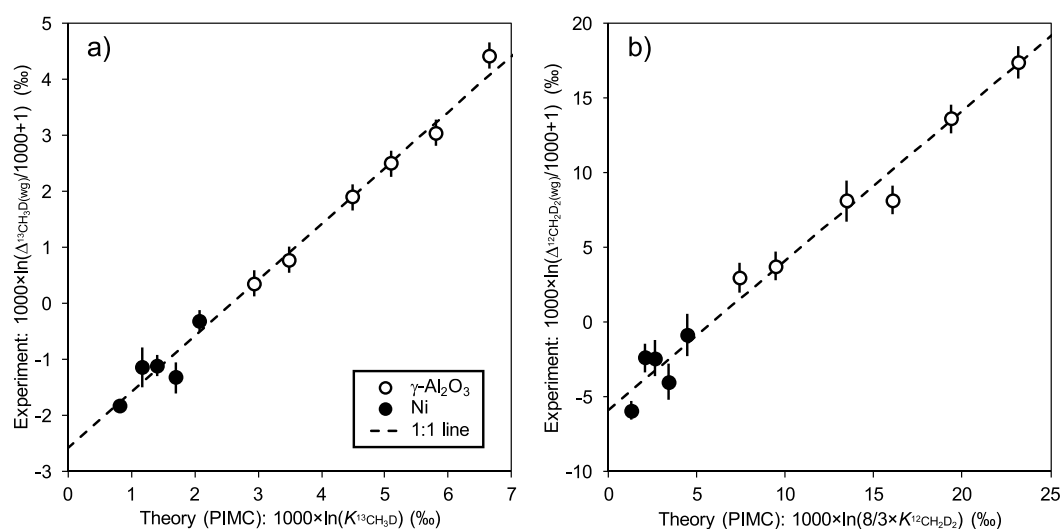 a)
Experiment: 1000×ln(Δ¹³CH₃D(wg)/1000+1) (‰)
5
4
3
2
1
0
-1
-2
-3
γ-Al₂O₃
Ni
1:1 line
0 1 2 3 4 5 6 7
Theory (PIMC): 1000×ln(K¹³CH₃D) (‰)
b)
Experiment: 1000×ln(Δ¹²CH₂D₂(wg)/1000+1) (‰)
20
15
10
5
0
-5
-10
0 5 10 15 20 25
Theory (PIMC): 1000×ln(8/3×K¹²CH₂D₂) (‰)